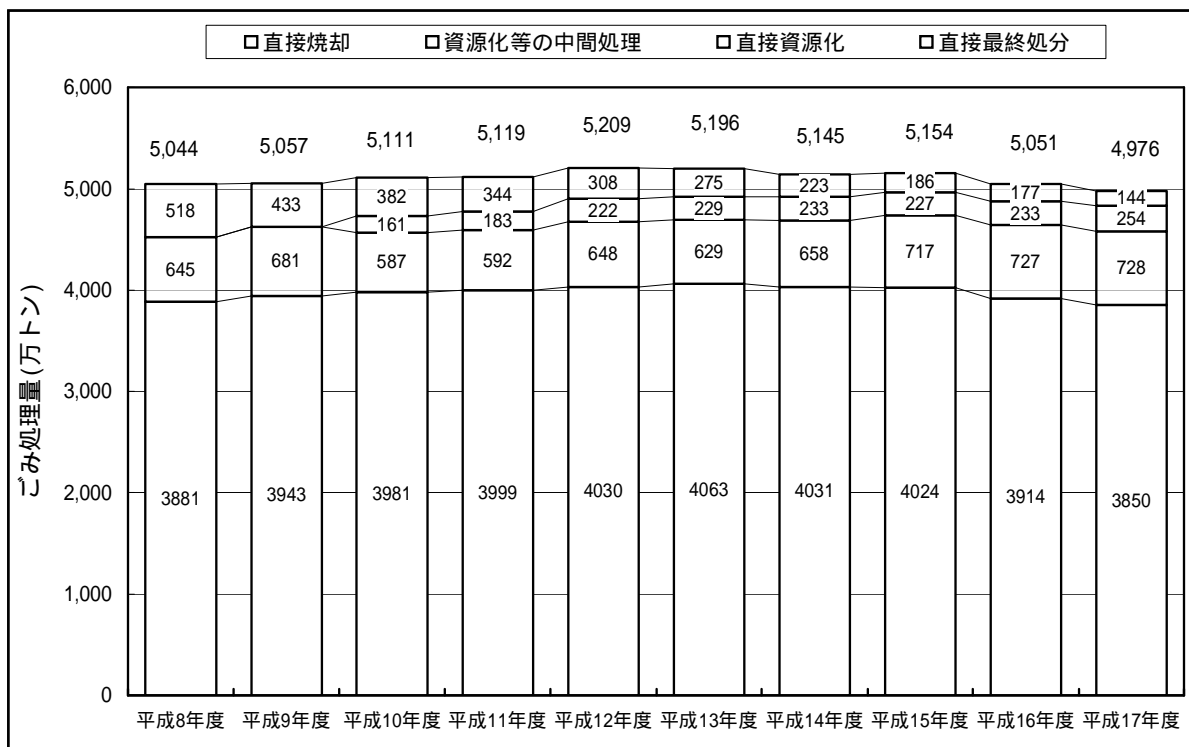 □直接焼却 □資源化等の中間処理 □直接資源化 □直接最終処分
ごみ処理量(万トン)
6,000
5,000
4,000
3,000
2,000
1,000
0
5,044 5,057 5,111 5,119 5,209 5,196 5,145 5,154 5,051 4,976
518 433 382 344 308 275 223 186 177 144
161 183 222 229 233 227 233 254
645 681 587 592 648 629 658 717 727 728
3881 3943 3981 3999 4030 4063 4031 4024 3914 3850
平成8年度 平成9年度 平成10年度 平成11年度 平成12年度 平成13年度 平成14年度 平成15年度 平成16年度 平成17年度